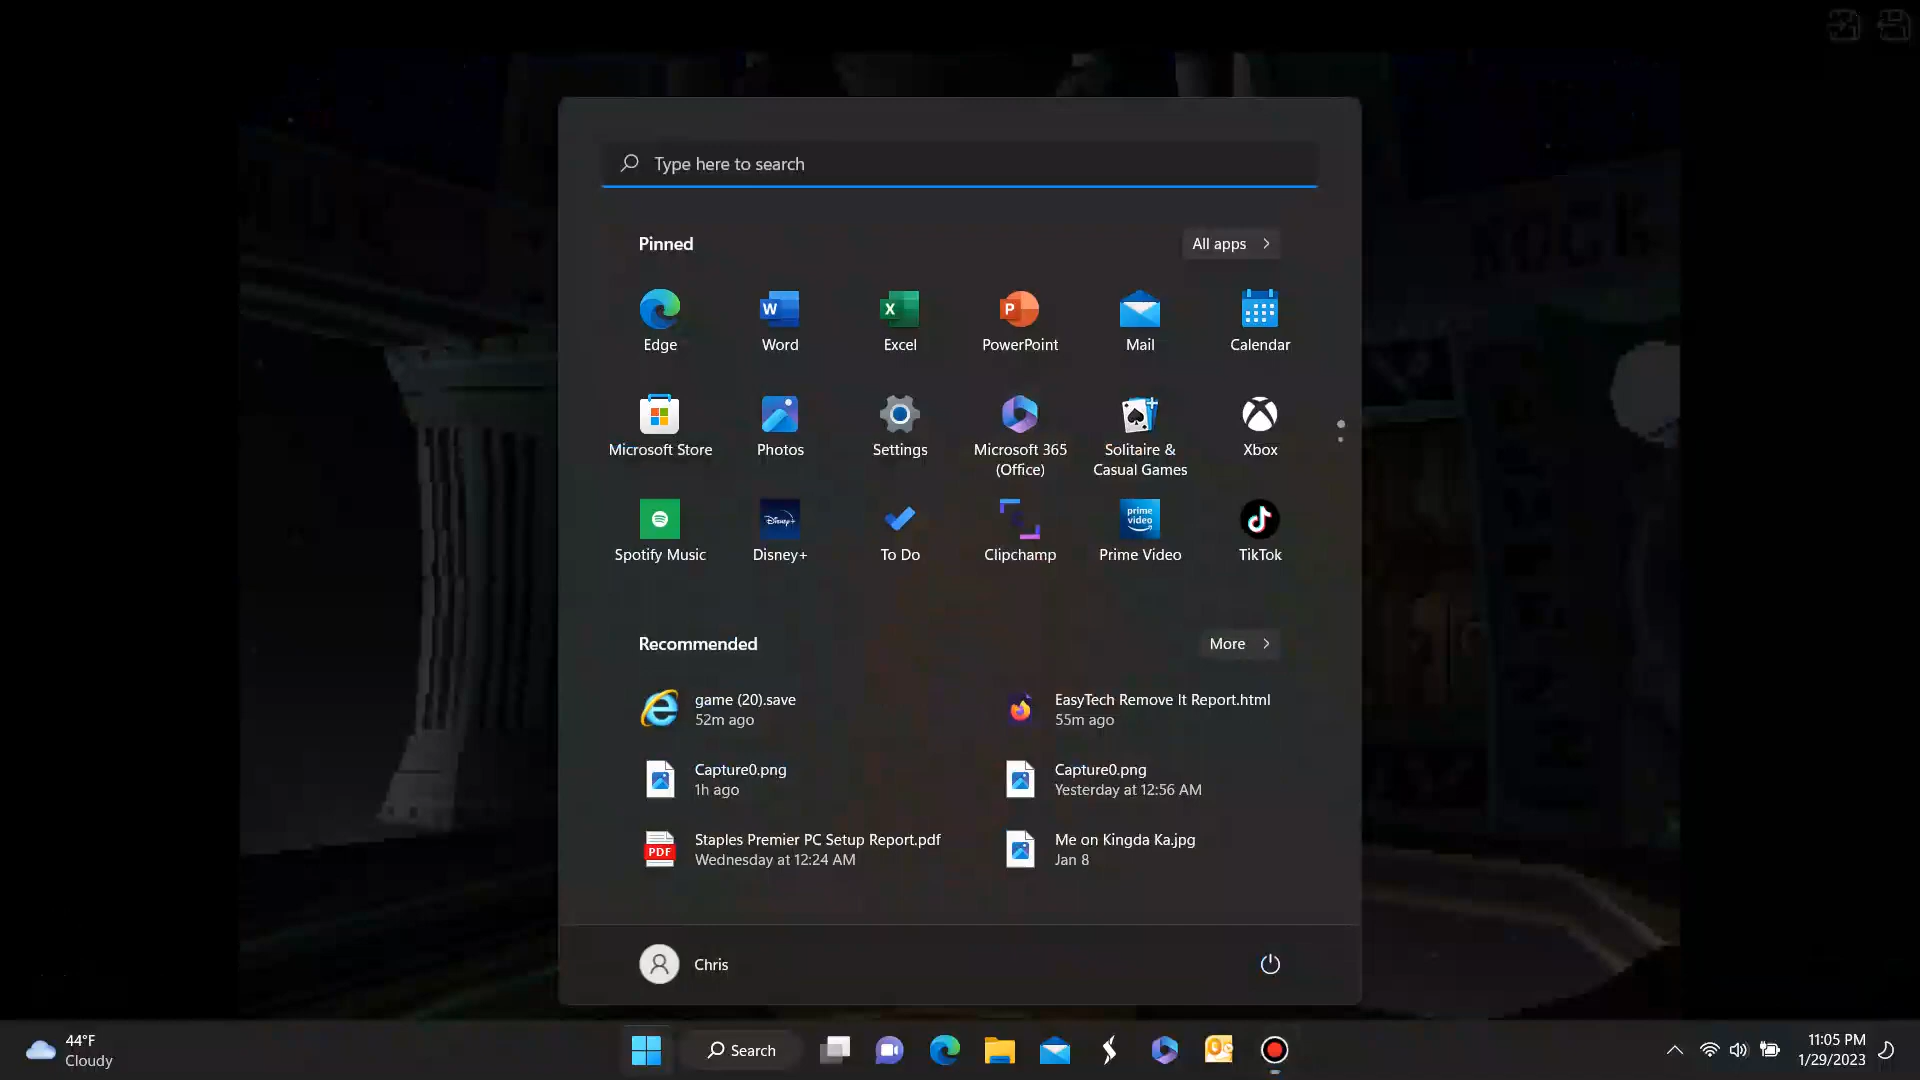 Type here to search
Pinned
All apps
Edge
Word
Excel
PowerPoint
Mail
Calendar
Microsoft Store
Photos
Settings
Microsoft 365
(Office)
Solitaire &
Casual Games
Xbox
Spotify Music
Disney+
To Do
Clipchamp
prime
video
Prime Video
TikTok
Recommended
More
game (20).save
52m ago
EasyTech Remove It Report.html
55m ago
Capture0.png
1h ago
Capture0.png
Yesterday at 12:56 AM
PDF
Staples Premier PC Setup Report.pdf
Wednesday at 12:24 AM
Me on Kingda Ka.jpg
Jan 8
Chris
44°F
Cloudy
Search
11:05 PM
1/29/2023